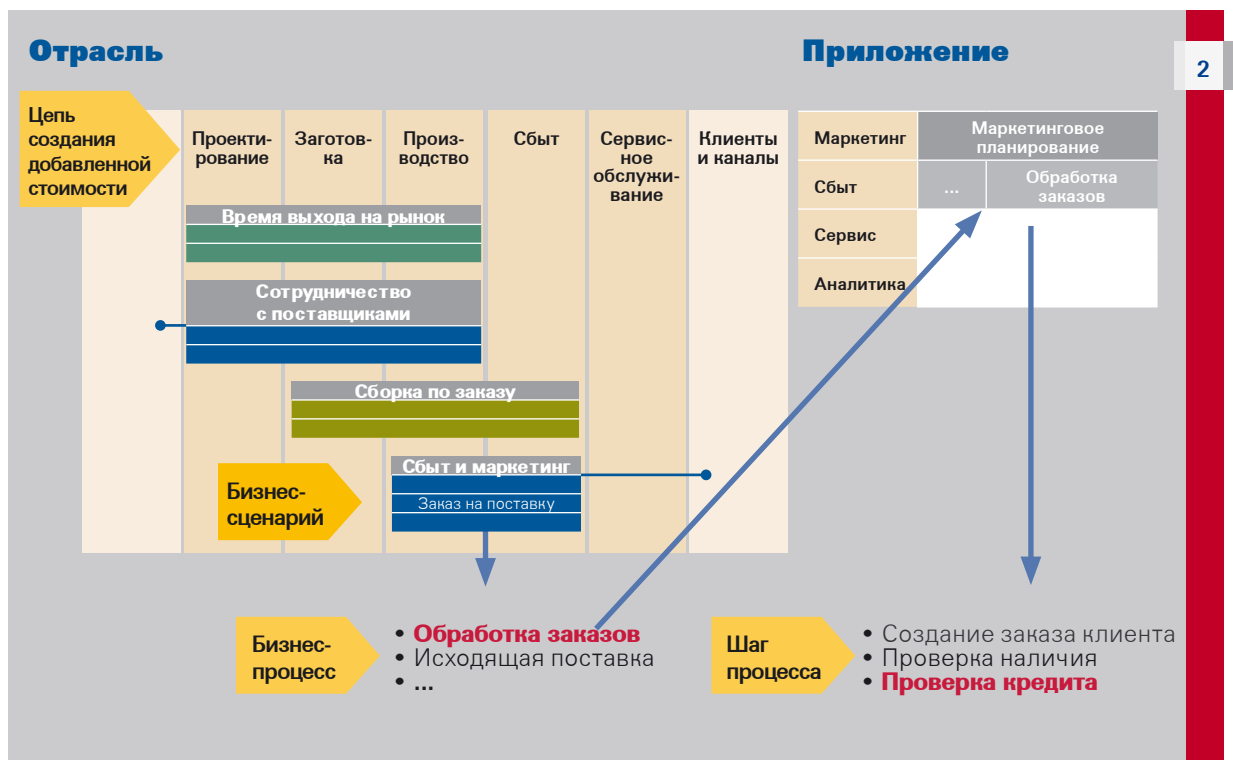 Отрасль
Приложение
2
Цепь
создания
добавленной
стоимости
Проекти-
рование
Заготов-
ка
Произ-
водство
Сбыт
Сервис-
ное
обслужи-
вание
Клиенты
и каналы
Время выхода на рынок
Сотрудничество
с поставщиками
Сборка по заказу
Сбыт и маркетинг
Заказ на поставку
Бизнес-
сценарий
Маркетинг
Маркетинговое
планирование
Сбыт
...
Обработка
заказов
Сервис
Аналитика
Бизнес-
процесс
• Обработка заказов
• Исходящая поставка
• ...
Шаг
процесса
• Создание заказа клиента
• Проверка наличия
• Проверка кредита